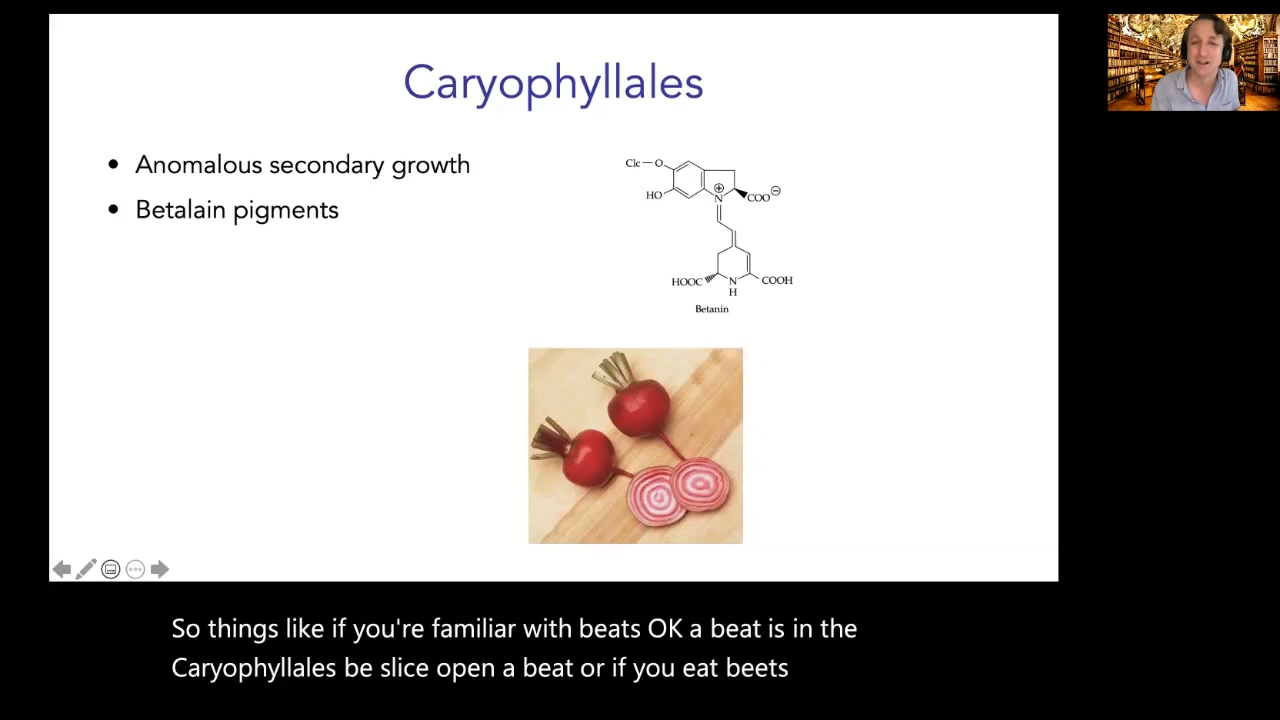 Caryophyllales
• Anomalous secondary growth
• Betalain pigments
Clc—O
HO
N
COO
HOOC
N
H
COOH
Betanin
So things like if you're familiar with beats OK a beat is in the
Caryophyllales be slice open a beat or if you eat beets